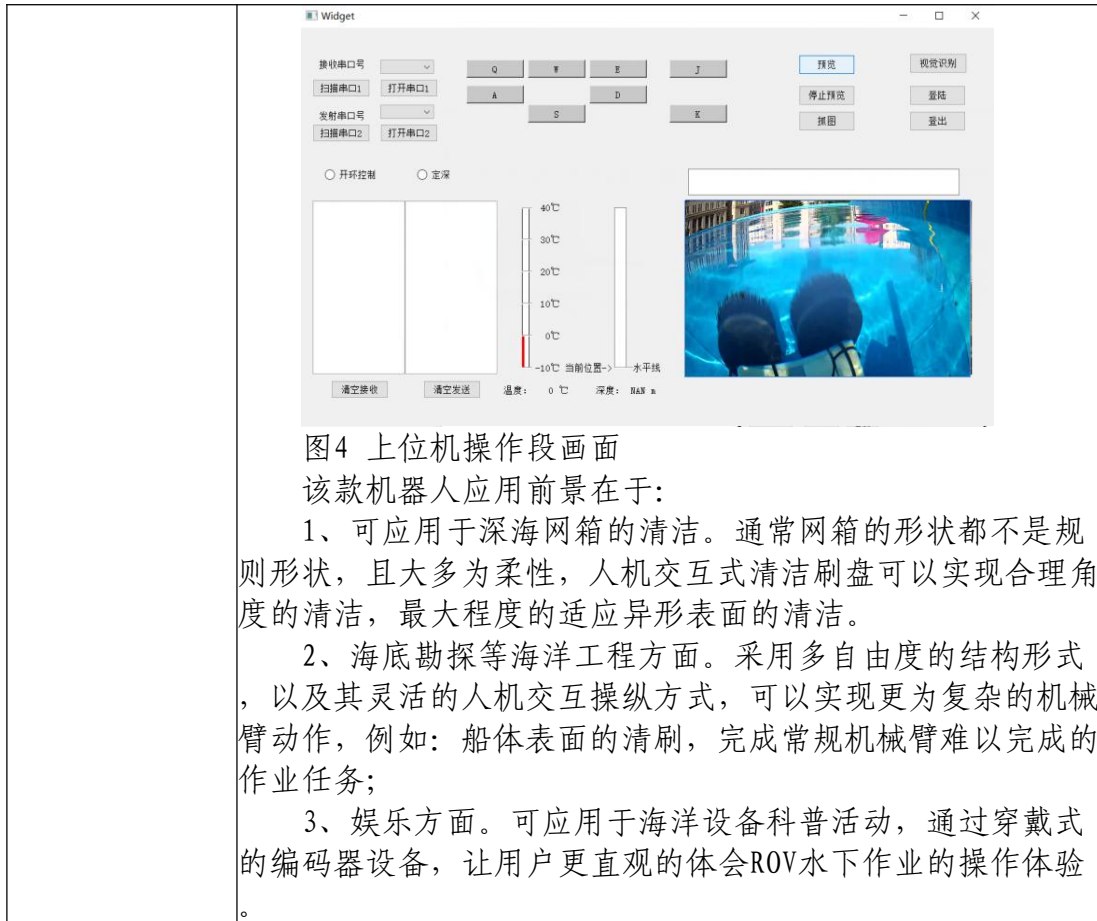 Widget
接收串口号
扫描串口1 打开串口1
发射串口号
扫描串口2 打开串口2
Q W E J
A D
S K
预览 视觉识别
停止预览 登陆
抓图 登出
开环控制 定深
40℃
30℃
20℃
10℃
0℃
-10℃ 当前位置-> 水平线
清空接收 清空发送 温度: 0 ℃ 深度: NAN m
图4 上位机操作段画面
该款机器人应用前景在于:
1、可应用于深海网箱的清洁。通常网箱的形状都不是规
则形状,且大多为柔性,人机交互式清洁刷盘可以实现合理角
度的清洁,最大程度的适应异形表面的清洁。
2、海底勘探等海洋工程方面。采用多自由度的结构形式
,以及其灵活的人机交互操纵方式,可以实现更为复杂的机械
臂动作,例如:船体表面的清刷,完成常规机械臂难以完成的
作业任务;
3、娱乐方面。可应用于海洋设备科普活动,通过穿戴式
的编码器设备,让用户更直观的体会ROV水下作业的操作体验
。